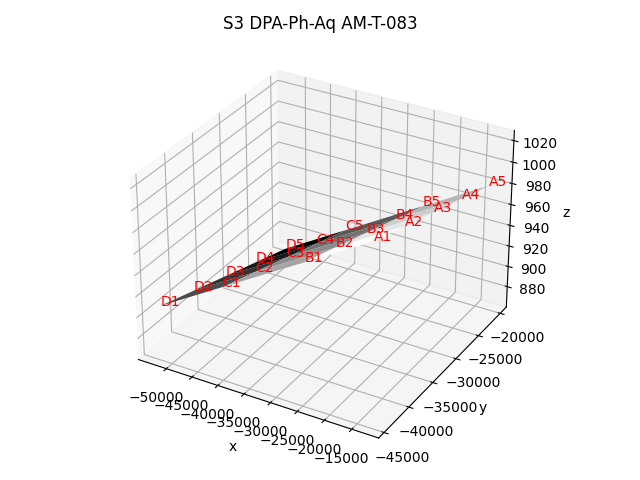 S3 DPA-Ph-Aq AM-T-083
1020
1000
980
960
940
920
900
880
z
A5
A4
B5
A3
B4
A2
C5
B3
A1
C4
B2
D5
C3
B1
D4
C2
D3
C1
D2
D1
−20000
−25000
−30000
−35000
−40000
−45000
y
−50000
−45000
−40000
−35000
−30000
−25000
−20000
−15000
x